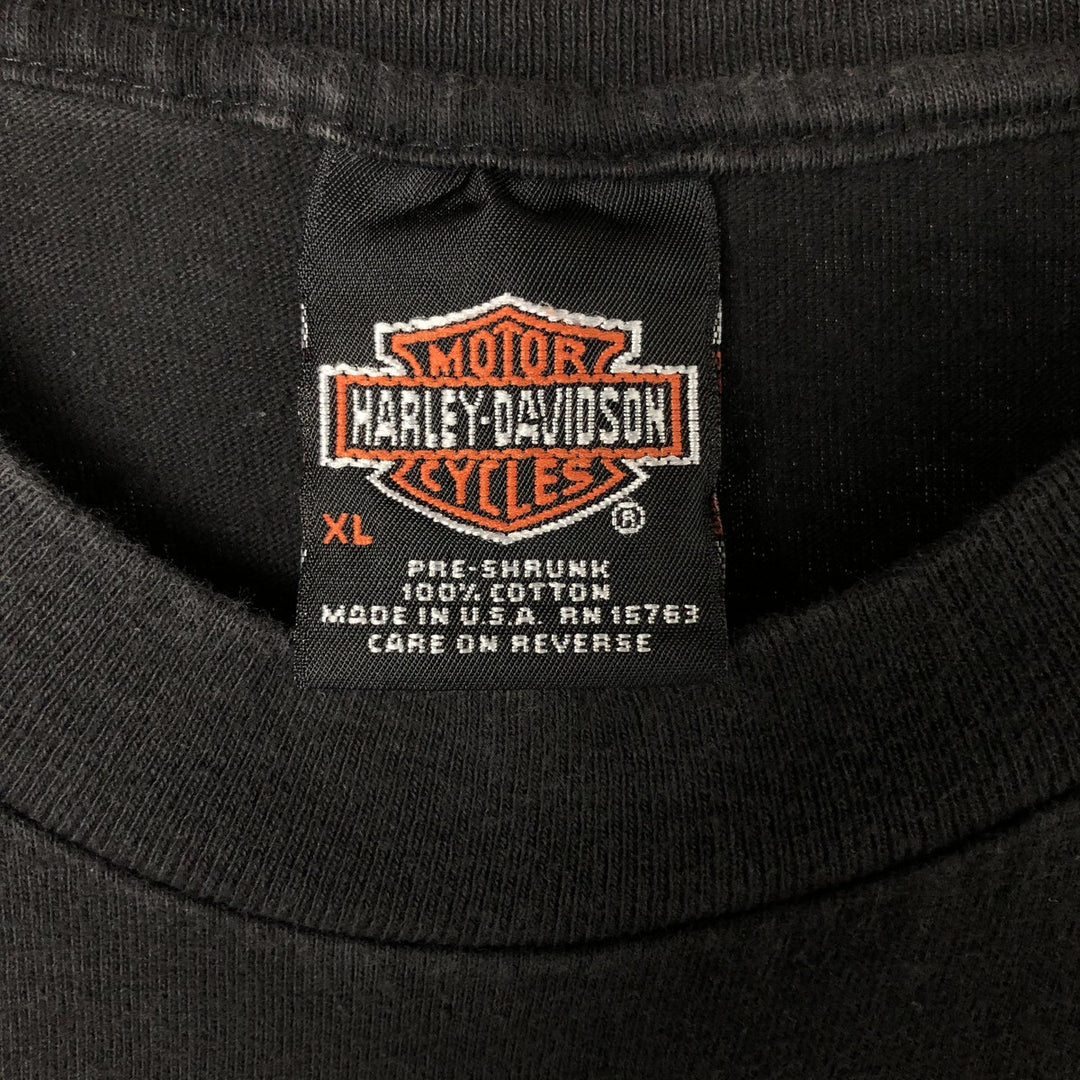 MOTOR
HARLEY-DAVIDSON
CYCLES
XL ®
PRE-SHRUNK
100% COTTON
MADE IN U.S.A. RN 15763
CARE ON REVERSE